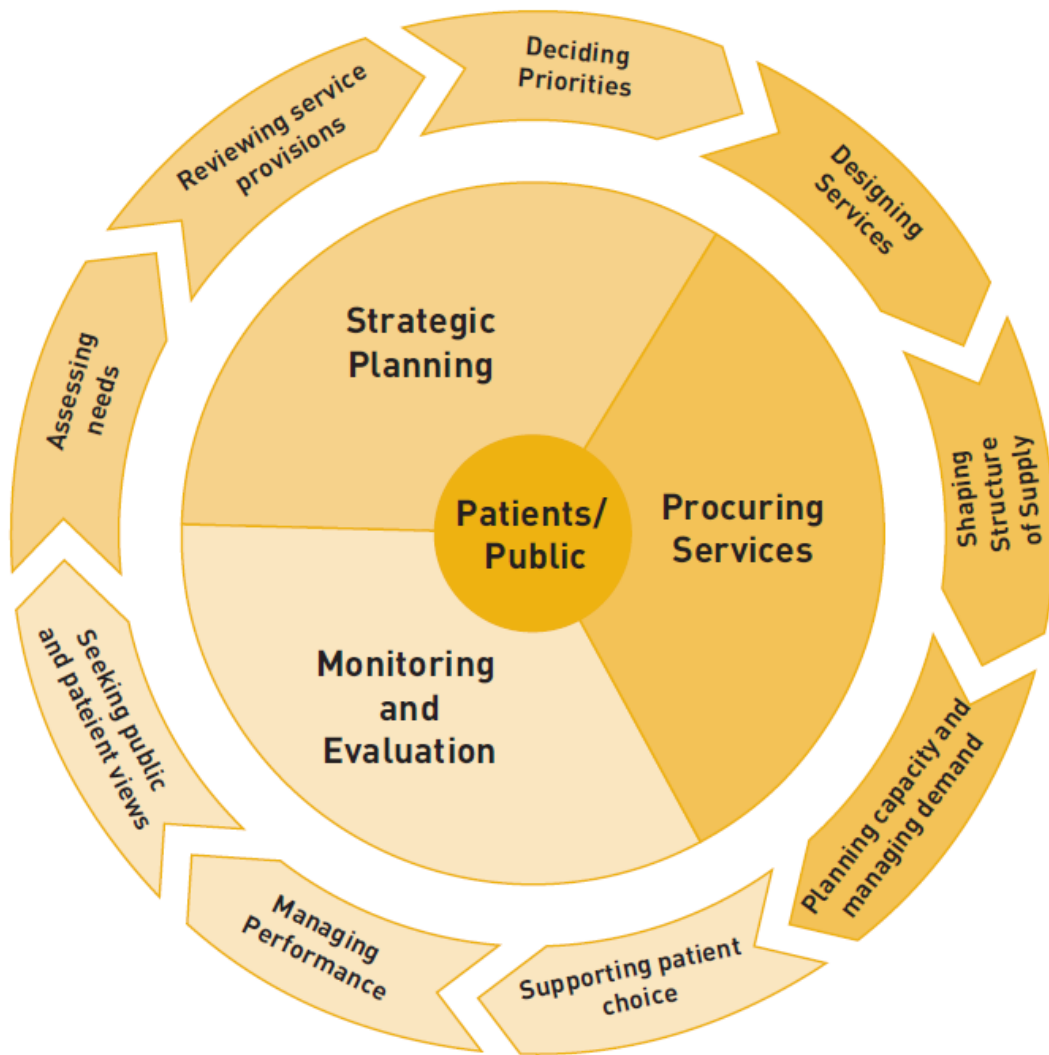 Deciding
Priorities
Designing
Services
Shaping
Structure
of Supply
Planning capacity and
managing demand
Supporting patient
choice
Managing
Performance
Seeking public
and pateient views
Assessing
needs
Reviewing service
provisions
Strategic
Planning
Procuring
Services
Monitoring
and
Evaluation
Patients/
Public